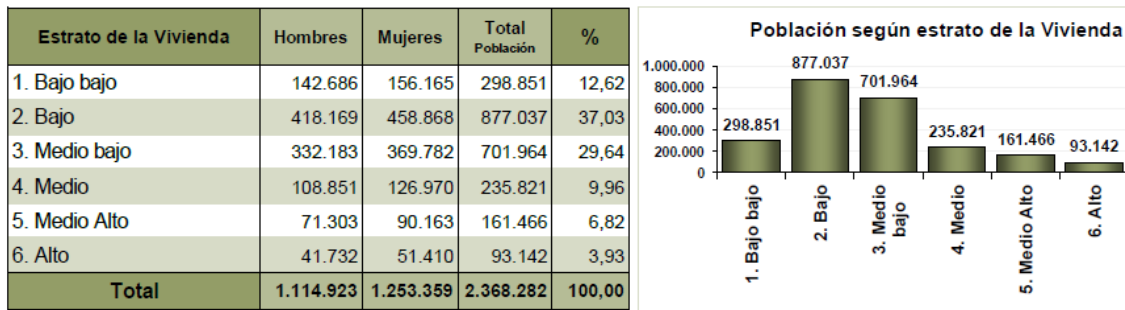 Estrato de la Vivienda Hombres Mujeres Total Población %
1. Bajo bajo 142.686 156.165 298.851 12,62
2. Bajo 418.169 458.868 877.037 37,03
3. Medio bajo 332.183 369.782 701.964 29,64
4. Medio 108.851 126.970 235.821 9,96
5. Medio Alto 71.303 90.163 161.466 6,82
6. Alto 41.732 51.410 93.142 3,93
Total 1.114.923 1.253.359 2.368.282 100,00
Población según estrato de la Vivienda
1.000.000
800.000
600.000
400.000
200.000
0
298.851
877.037
701.964
235.821
161.466
93.142
1. Bajo bajo
2. Bajo
3. Medio
bajo
4. Medio
5. Medio Alto
6. Alto